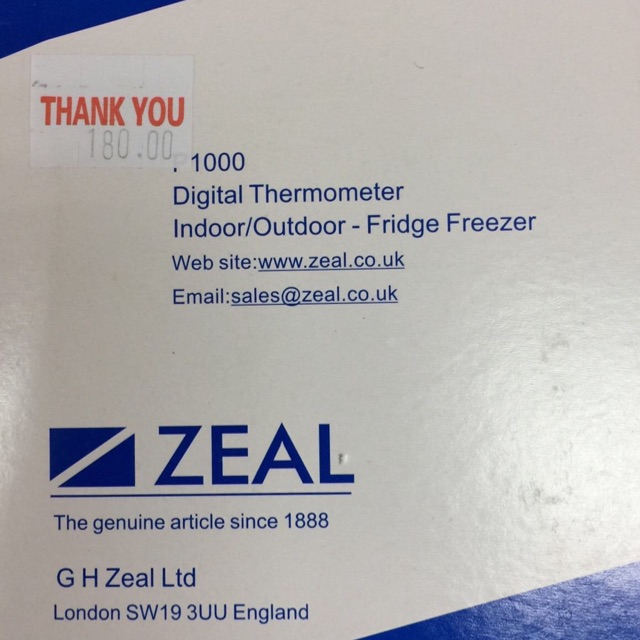 THANK YOU
180.00
P1000
Digital Thermometer
Indoor/Outdoor - Fridge Freezer
Web site:www.zeal.co.uk
Email:sales@zeal.co.uk
ZEAL
The genuine article since 1888
G H Zeal Ltd
London SW19 3UU England